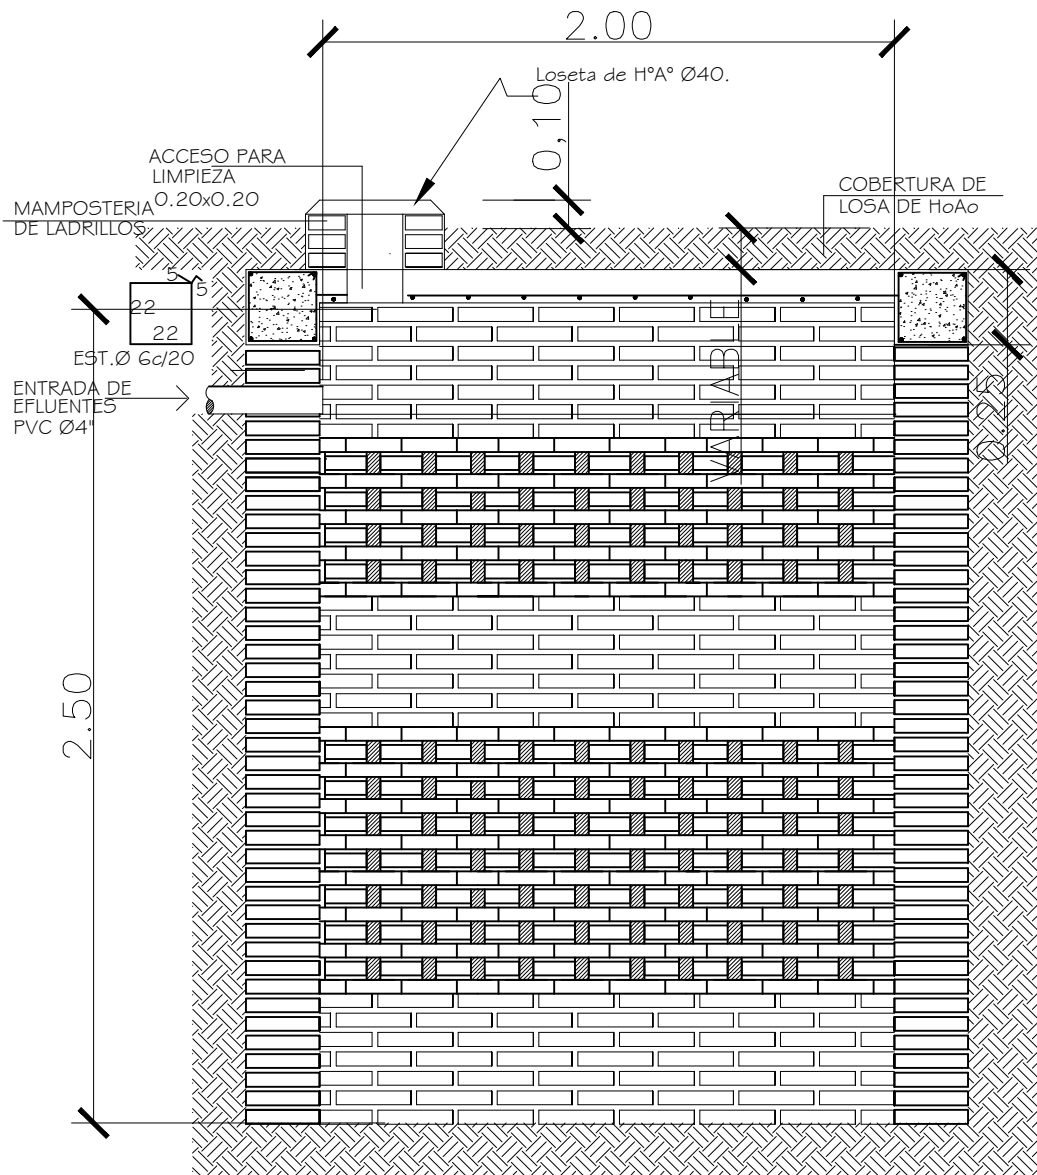 2.00
Loseta de H°A° Ø40.
0,10
ACCESO PARA
LIMPIEZA
0.20x0.20
MAMPOSTERIA
DE LADRILLOS
COBERTURA DE
LOSA DE HoAo
5
5
22
22
EST.Ø 6c/20
ENTRADA DE
EFLUENTES
PVC Ø4"
VARIABLE
0.25
2.50